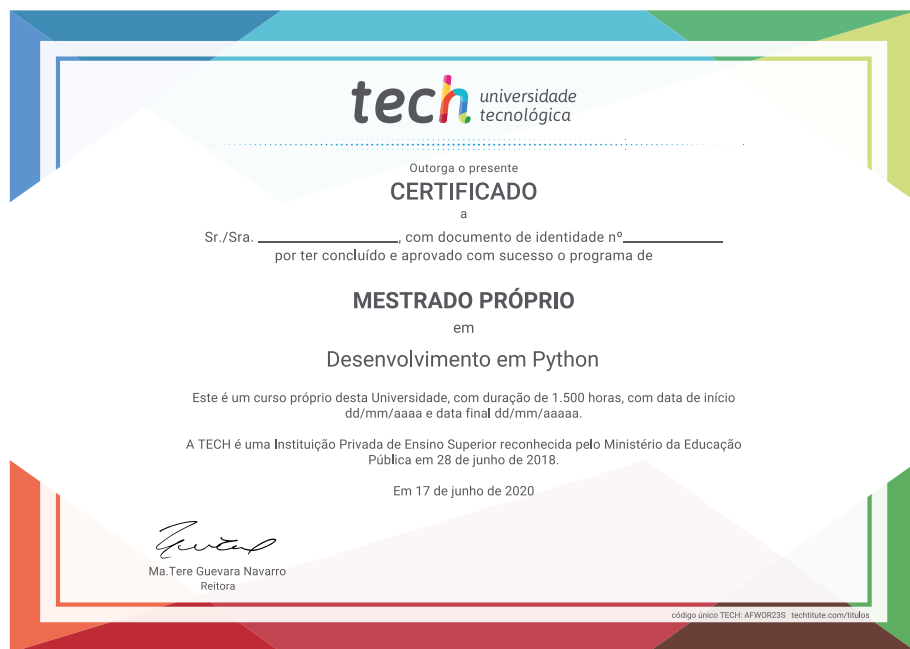 tech universidade
tecnológica
Outorga o presente
CERTIFICADO
a
Sr./Sra. ________________, com documento de identidade nº____________
por ter concluído e aprovado com sucesso o programa de
MESTRADO PRÓPRIO
em
Desenvolvimento em Python
Este é um curso próprio desta Universidade, com duração de 1.500 horas, com data de início
dd/mm/aaaa e data final dd/mm/aaaaa.
A TECH é uma Instituição Privada de Ensino Superior reconhecida pelo Ministério da Educação
Pública em 28 de junho de 2018.
Em 17 de junho de 2020
Ma.Tere Guevara Navarro
Reitora
código único TECH: AFWOR23S techtitute.com/titulos